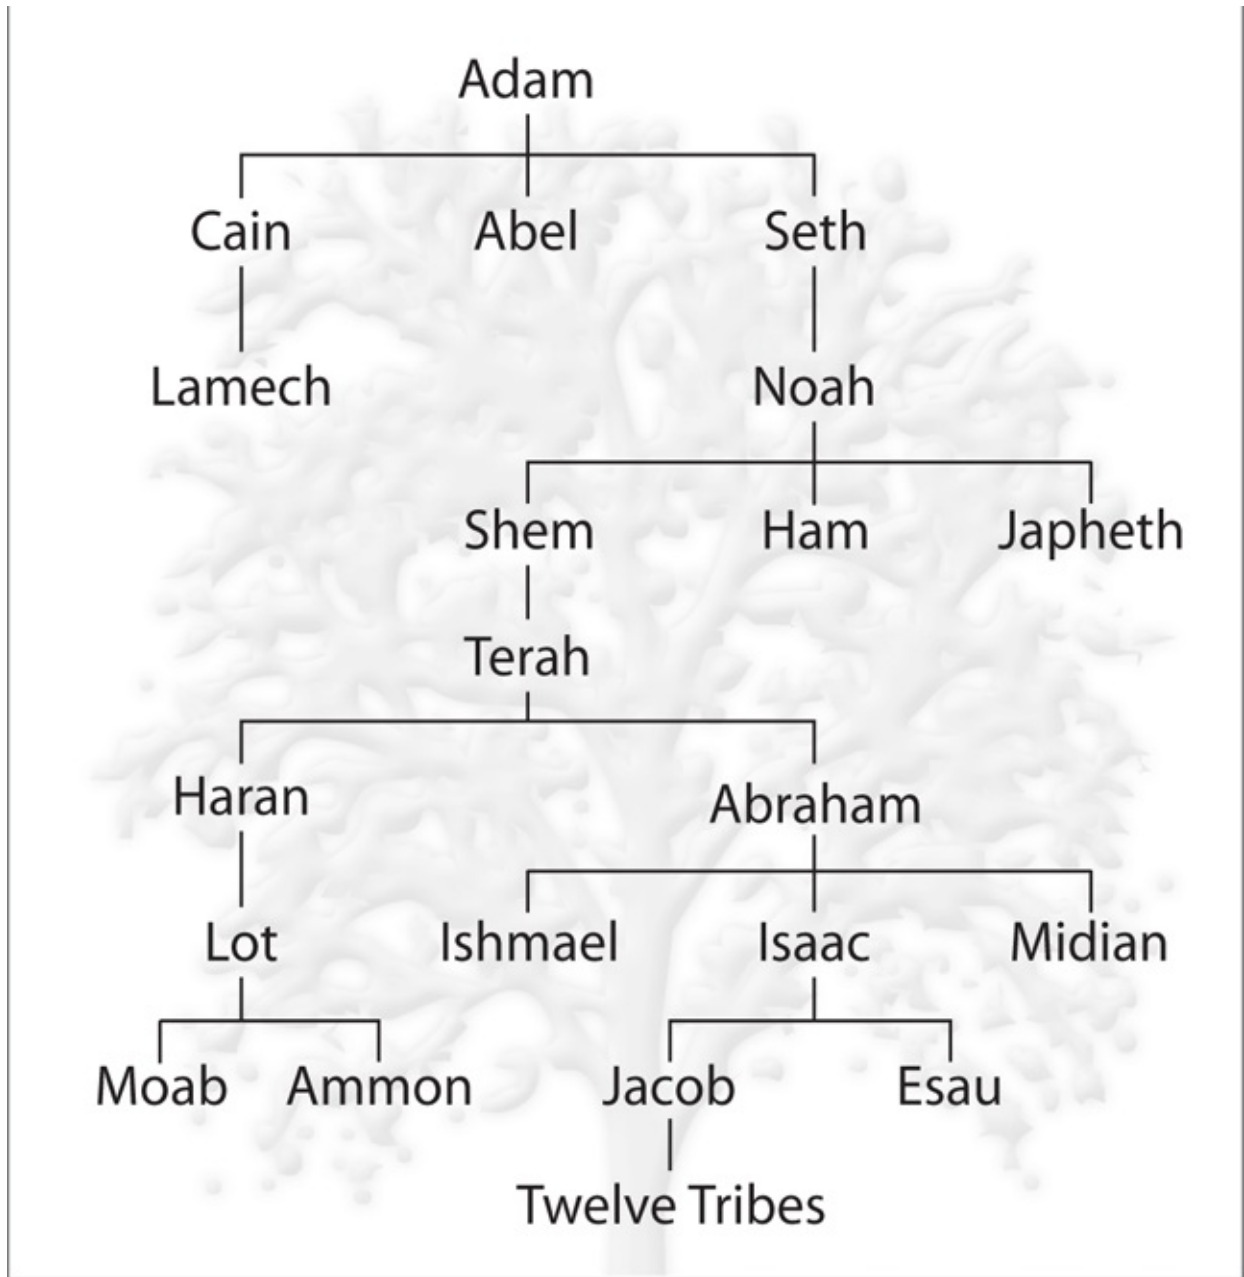 Adam
Cain Abel Seth
Lamech Noah
Shem Ham Japheth
Terah
Haran Abraham
Lot Ishmael Isaac Midian
Moab Ammon Jacob Esau
Twelve Tribes